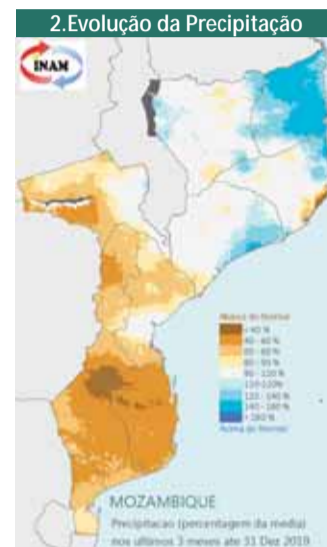 2.Evolução da Precipitação
INAM
Abaixo do Normal
< 40 %
40 - 60 %
60 - 80 %
80 - 90 %
90 - 110 %
110-120%
120 - 140 %
140 - 160 %
> 160 %
Acima do Normal
MOZAMBIQUE
Precipitacao (percentagem da media)
nos ultimos 3 meses ate 31 Dez 2019